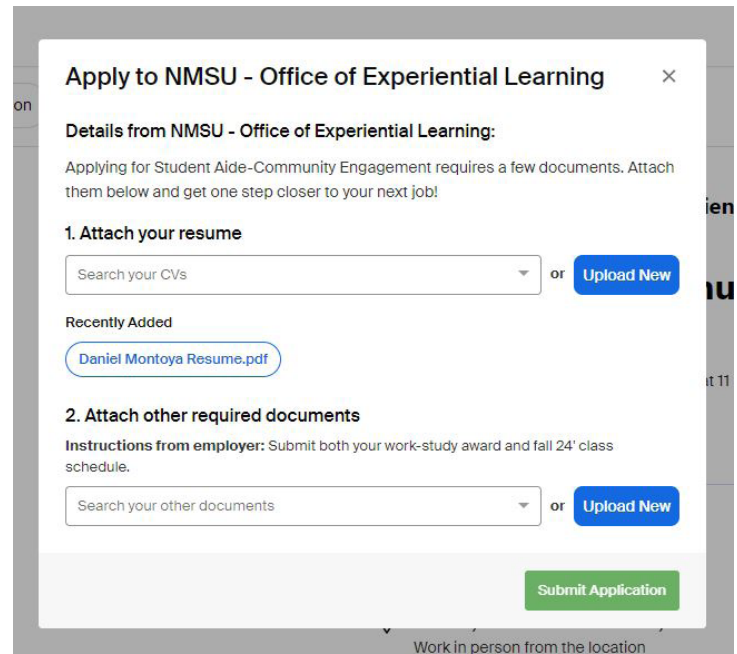 Apply to NMSU - Office of Experiential Learning
on
Details from NMSU - Office of Experiential Learning:
Applying for Student Aide-Community Engagement requires a few documents. Attach
them below and get one step closer to your next job!
1. Attach your resume
Search your CVs
or
Upload New
Recently Added
Daniel Montoya Resume.pdf
at 11
2. Attach other required documents
Instructions from employer: Submit both your work-study award and fall 24' class
schedule.
Search your other documents
or
Upload New
Submit Application
Work in person from the location